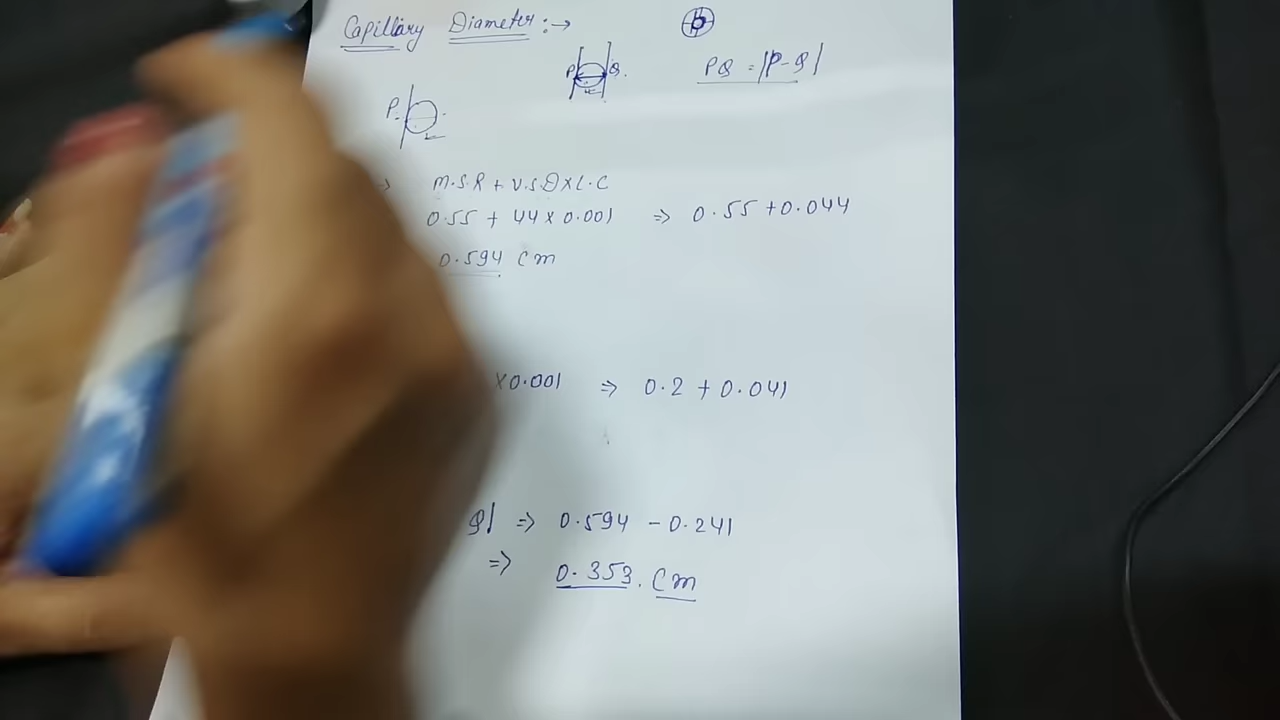 Capillary Diameter :→
P Q
PQ = |P-Q|
P
M.S.R + V.S.D X L.C
0.55 + 44 X 0.001 ⇒ 0.55 + 0.044
0.594 cm
X 0.001 ⇒ 0.2 + 0.041
Q| ⇒ 0.594 - 0.241
⇒ 0.353. cm